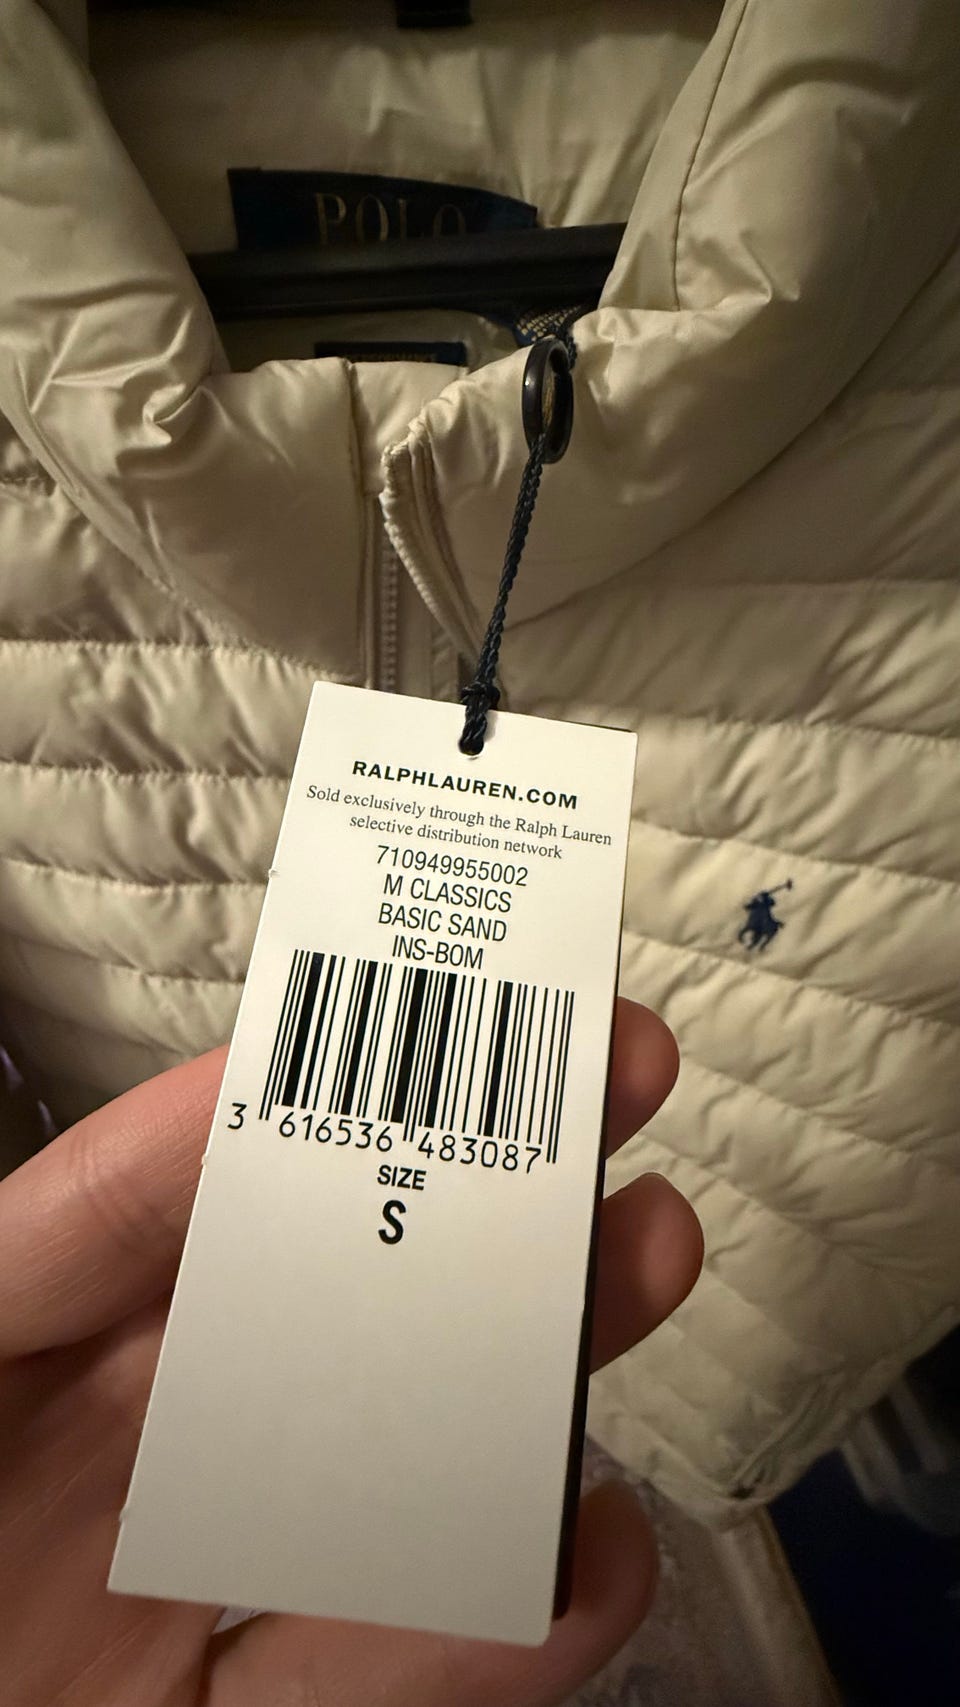 POLO
RALPHLAUREN.COM
Sold exclusively through the Ralph Lauren
selective distribution network
710949955002
M CLASSICS
BASIC SAND
INS-BOM
3 616536 483087
SIZE
S